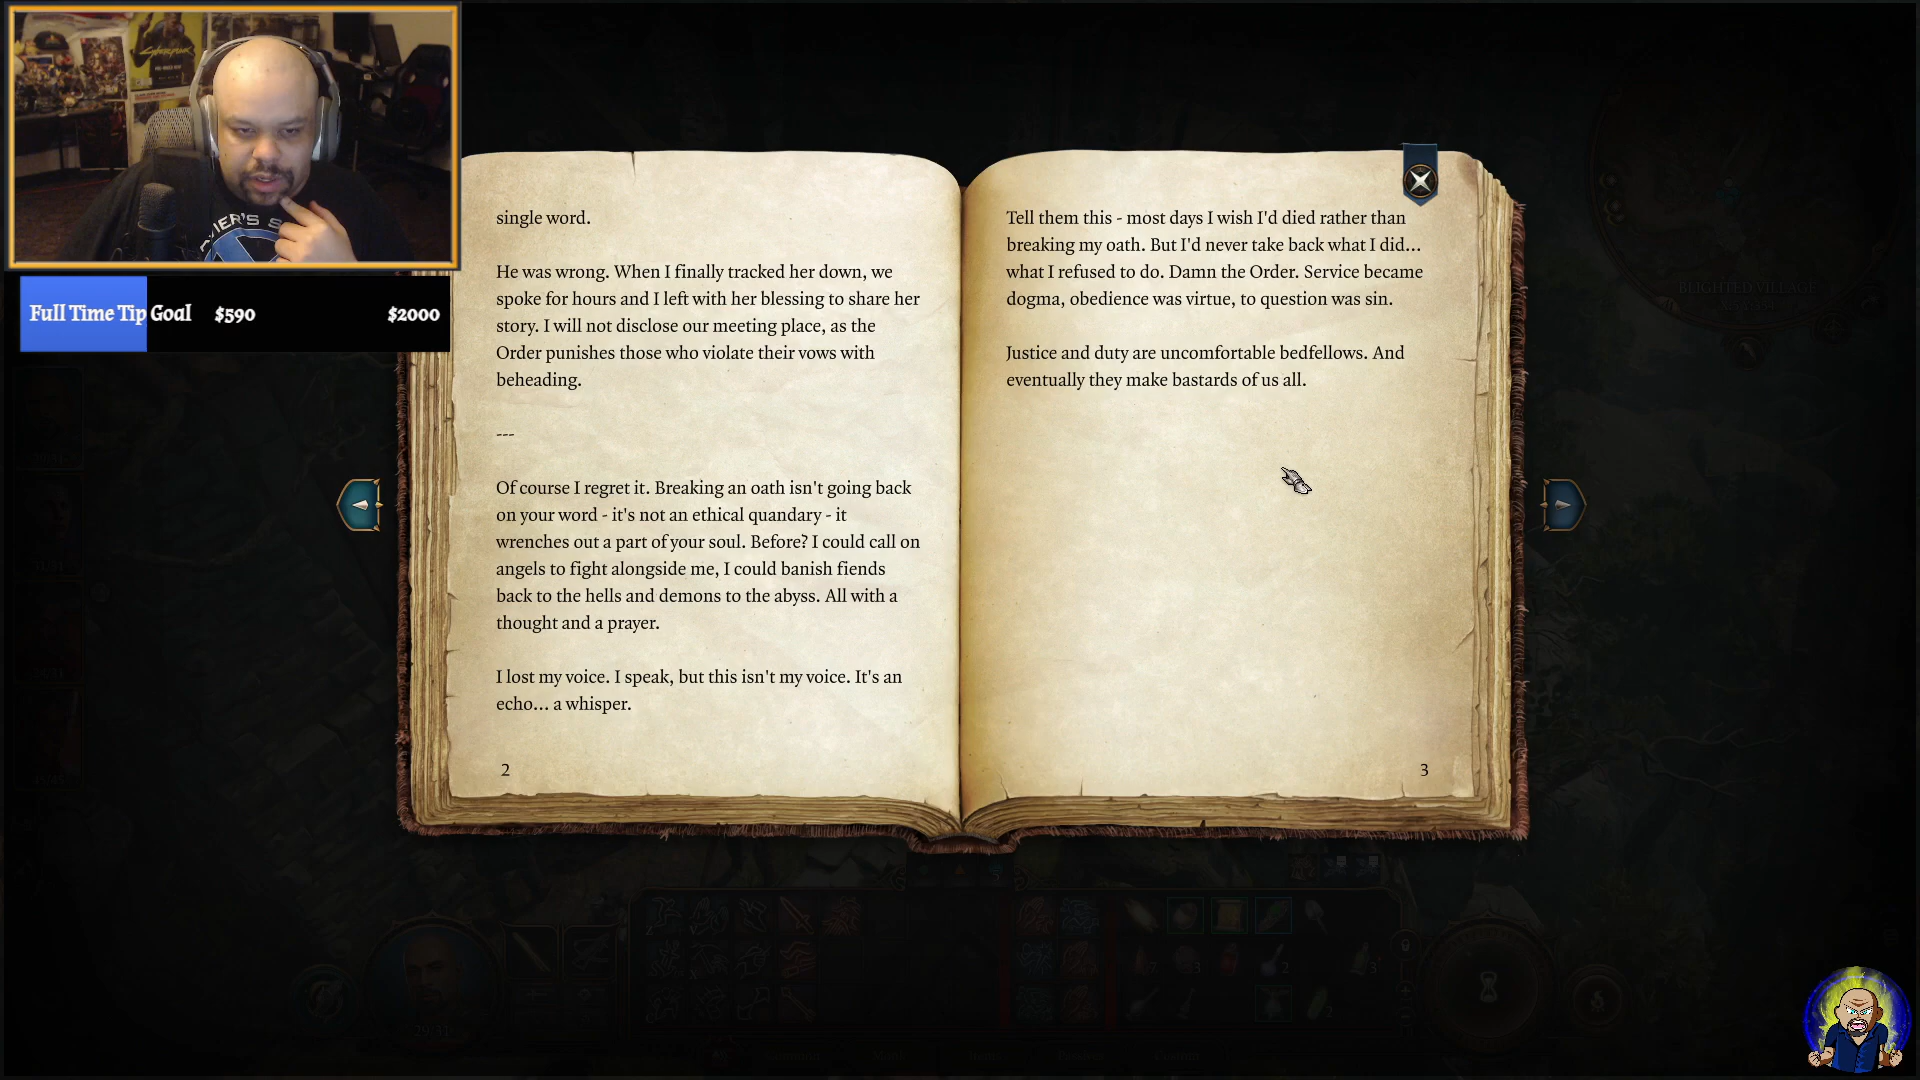 Cyberpunk
Full Time Tip Goal $590 $2000
single word.
He was wrong. When I finally tracked her down, we
spoke for hours and I left with her blessing to share her
story. I will not disclose our meeting place, as the
Order punishes those who violate their vows with
beheading.
---
Of course I regret it. Breaking an oath isn't going back
on your word - it's not an ethical quandary - it
wrenches out a part of your soul. Before? I could call on
angels to fight alongside me, I could banish fiends
back to the hells and demons to the abyss. All with a
thought and a prayer.
I lost my voice. I speak, but this isn't my voice. It's an
echo... a whisper.
2
Tell them this - most days I wish I'd died rather than
breaking my oath. But I'd never take back what I did...
what I refused to do. Damn the Order. Service became
dogma, obedience was virtue, to question was sin.
Justice and duty are uncomfortable bedfellows. And
eventually they make bastards of us all.
3
BLIGHTED VILLAGE